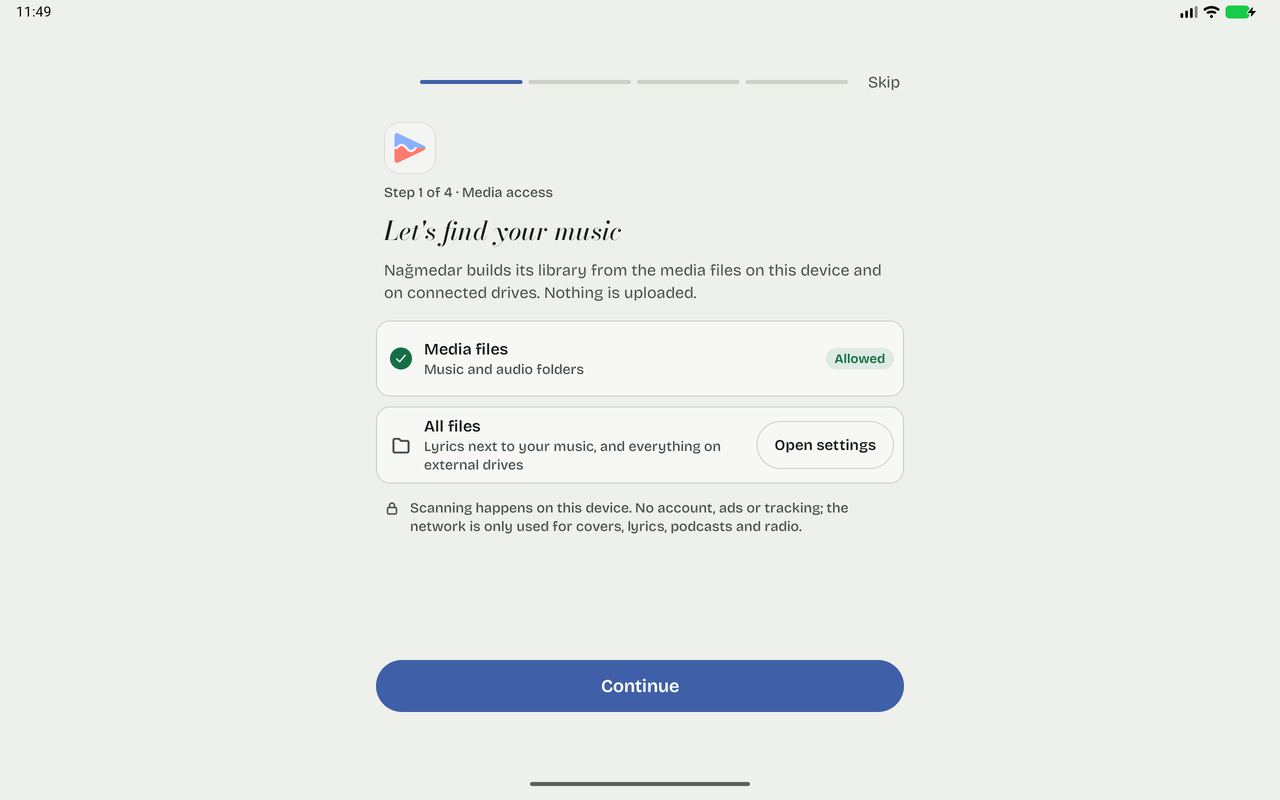 11:49
Skip
Step 1 of 4 · Media access
Let's find your music
Nağmedar builds its library from the media files on this device and
on connected drives. Nothing is uploaded.
Media files
Music and audio folders
Allowed
All files
Lyrics next to your music, and everything on
external drives
Open settings
Scanning happens on this device. No account, ads or tracking; the
network is only used for covers, lyrics, podcasts and radio.
Continue